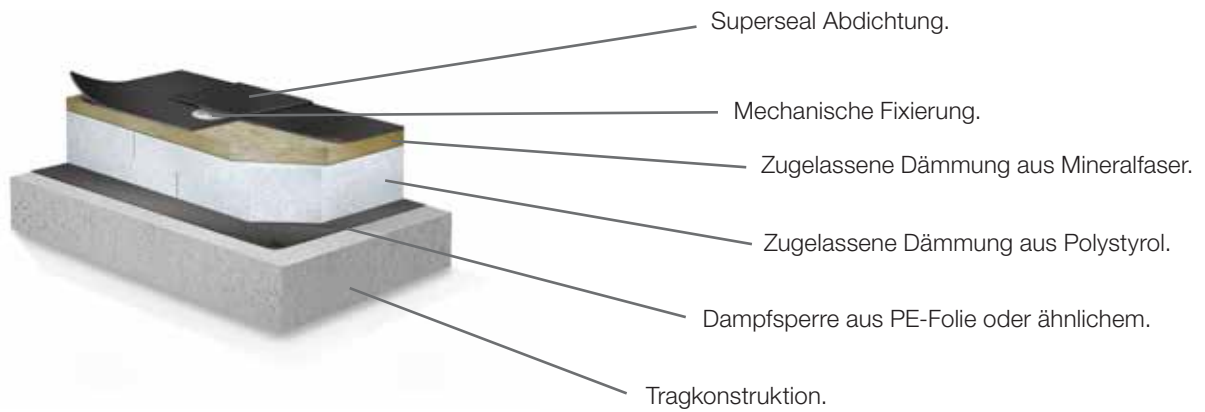 Superseal Abdichtung.
Mechanische Fixierung.
Zugelassene Dämmung aus Mineralfaser.
Zugelassene Dämmung aus Polystyrol.
Dampfsperre aus PE-Folie oder ähnlichem.
Tragkonstruktion.